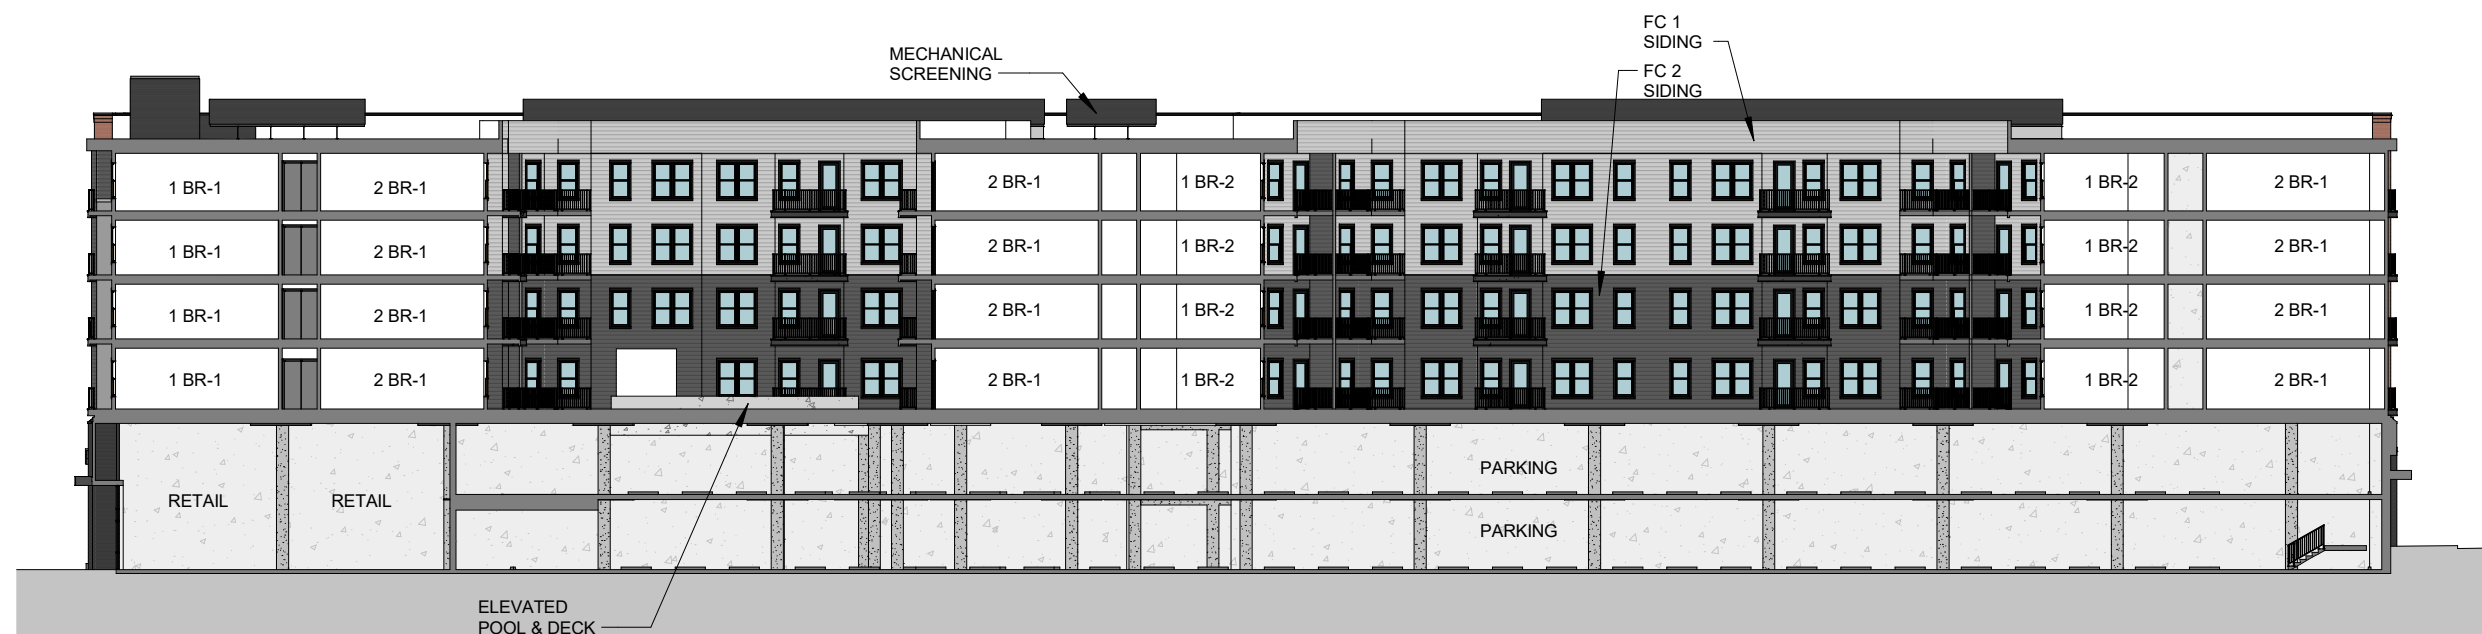 FC 1
SIDING
MECHANICAL
SCREENING
FC 2
SIDING
1 BR-1
2 BR-1
2 BR-1
1 BR-2
1 BR-2
2 BR-1
1 BR-1
2 BR-1
2 BR-1
1 BR-2
1 BR-2
2 BR-1
1 BR-1
2 BR-1
2 BR-1
1 BR-2
1 BR-2
2 BR-1
1 BR-1
2 BR-1
2 BR-1
1 BR-2
1 BR-2
2 BR-1
PARKING
RETAIL
RETAIL
PARKING
ELEVATED
POOL & DECK